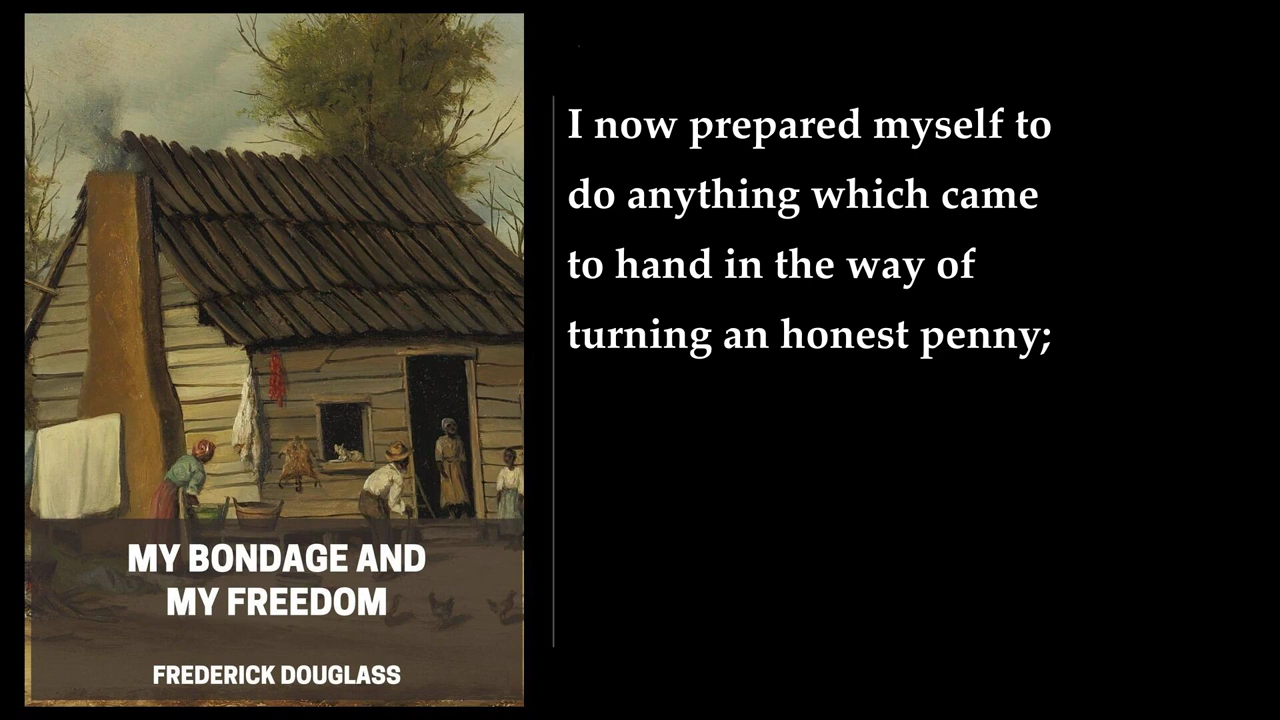 I now prepared myself to
do anything which came
to hand in the way of
turning an honest penny;
MY BONDAGE AND
MY FREEDOM
FREDERICK DOUGLASS